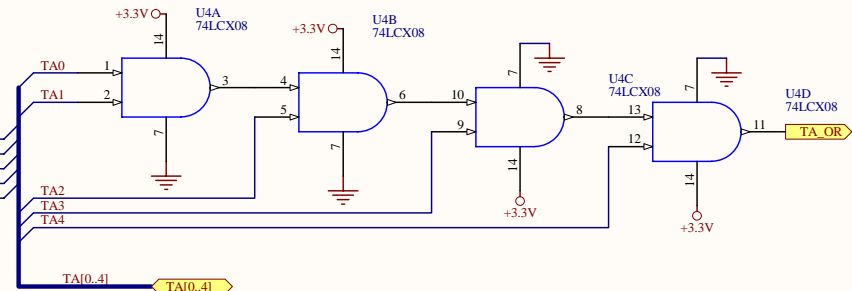 +3.3V
U4A
74LCX08
14
TA0
1
TA1
2
3
7
+3.3V
U4B
74LCX08
14
4
5
6
7
7
10
9
8
14
+3.3V
U4C
74LCX08
7
13
12
11
14
+3.3V
U4D
74LCX08
TA_OR
TA2
TA3
TA4
TA[0..4]
TA[0..4]